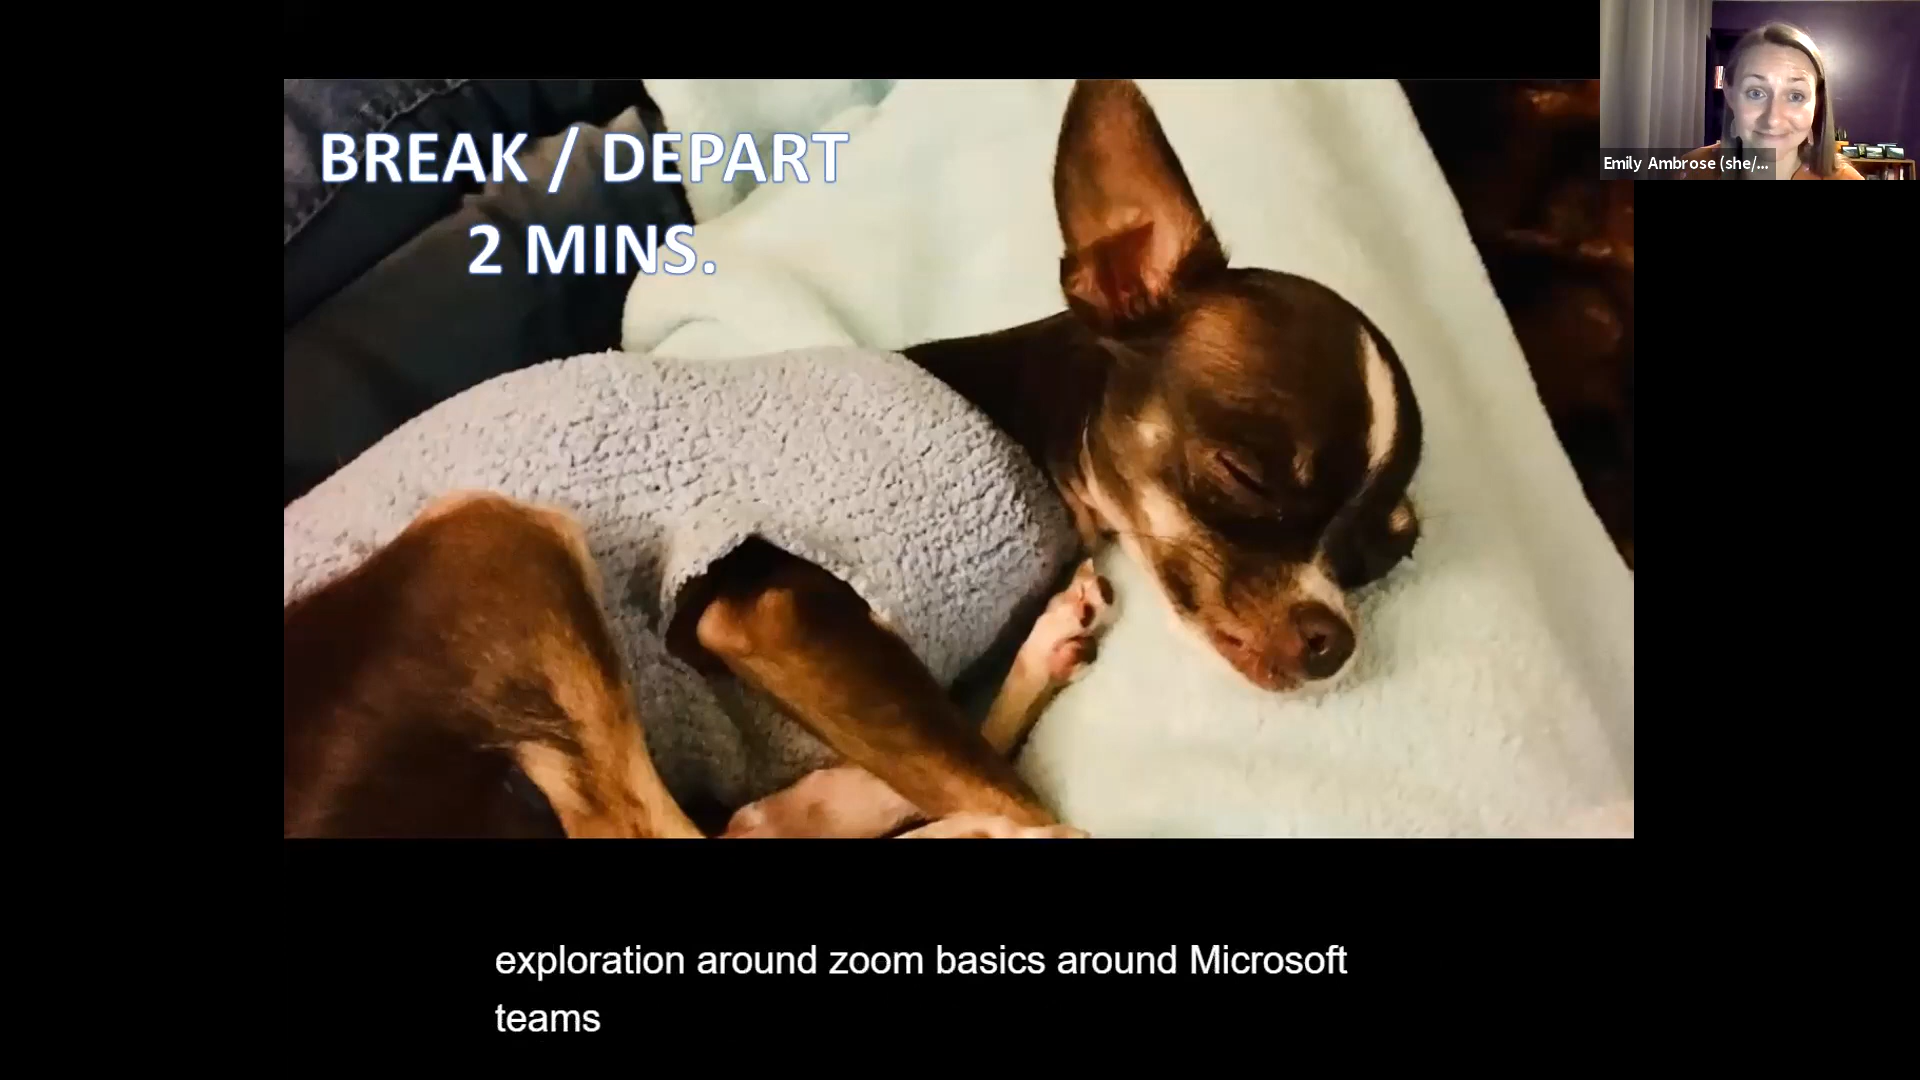 BREAK / DEPART
2 MINS.
Emily Ambrose (she/...
exploration around zoom basics around Microsoft
teams